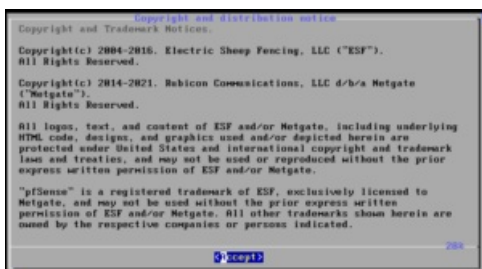 Copyright and distribution notice
Copyright and Trademark Notices.
Copyright(c) 2004-2016. Electric Sheep Fencing, LLC ("ESF").
All Rights Reserved.
Copyright(c) 2014-2021. Rubicon Communications, LLC d/b/a Netgate
("Netgate").
All Rights Reserved.
All logos, text, and content of ESF and/or Netgate, including underlying
HTML code, designs, and graphics used and/or depicted herein are
protected under United States and international copyright and trademark
laws and treaties, and may not be used or reproduced without the prior
express written permission of ESF and/or Netgate.
"pfSense" is a registered trademark of ESF, exclusively licensed to
Netgate, and may not be used without the prior express written
permission of ESF and/or Netgate. All other trademarks shown herein are
owned by the respective companies or persons indicated.
28%
<Accept>